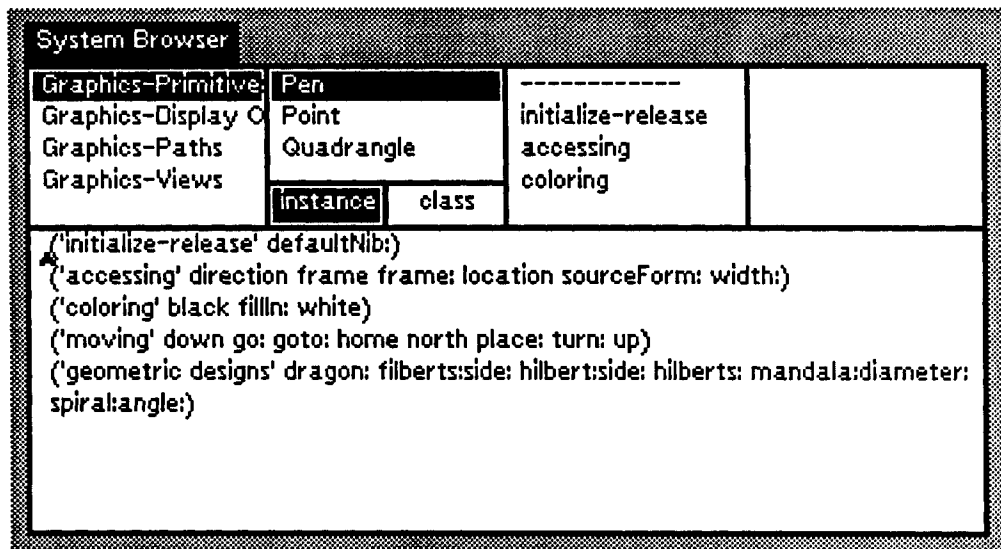 System Browser
Graphics-Primitive
Graphics-Display O
Graphics-Paths
Graphics-Views
Pen
Point
Quadrangle
instance class
-------------
initialize-release
accessing
coloring
('initialize-release' defaultNib:)
('accessing' direction frame frame: location sourceForm: width:)
('coloring' black fillIn: white)
('moving' down go: goto: home north place: turn: up)
('geometric designs' dragon: filberts:side: hilbert:side: hilberts: mandala:diameter:
spiral:angle:)